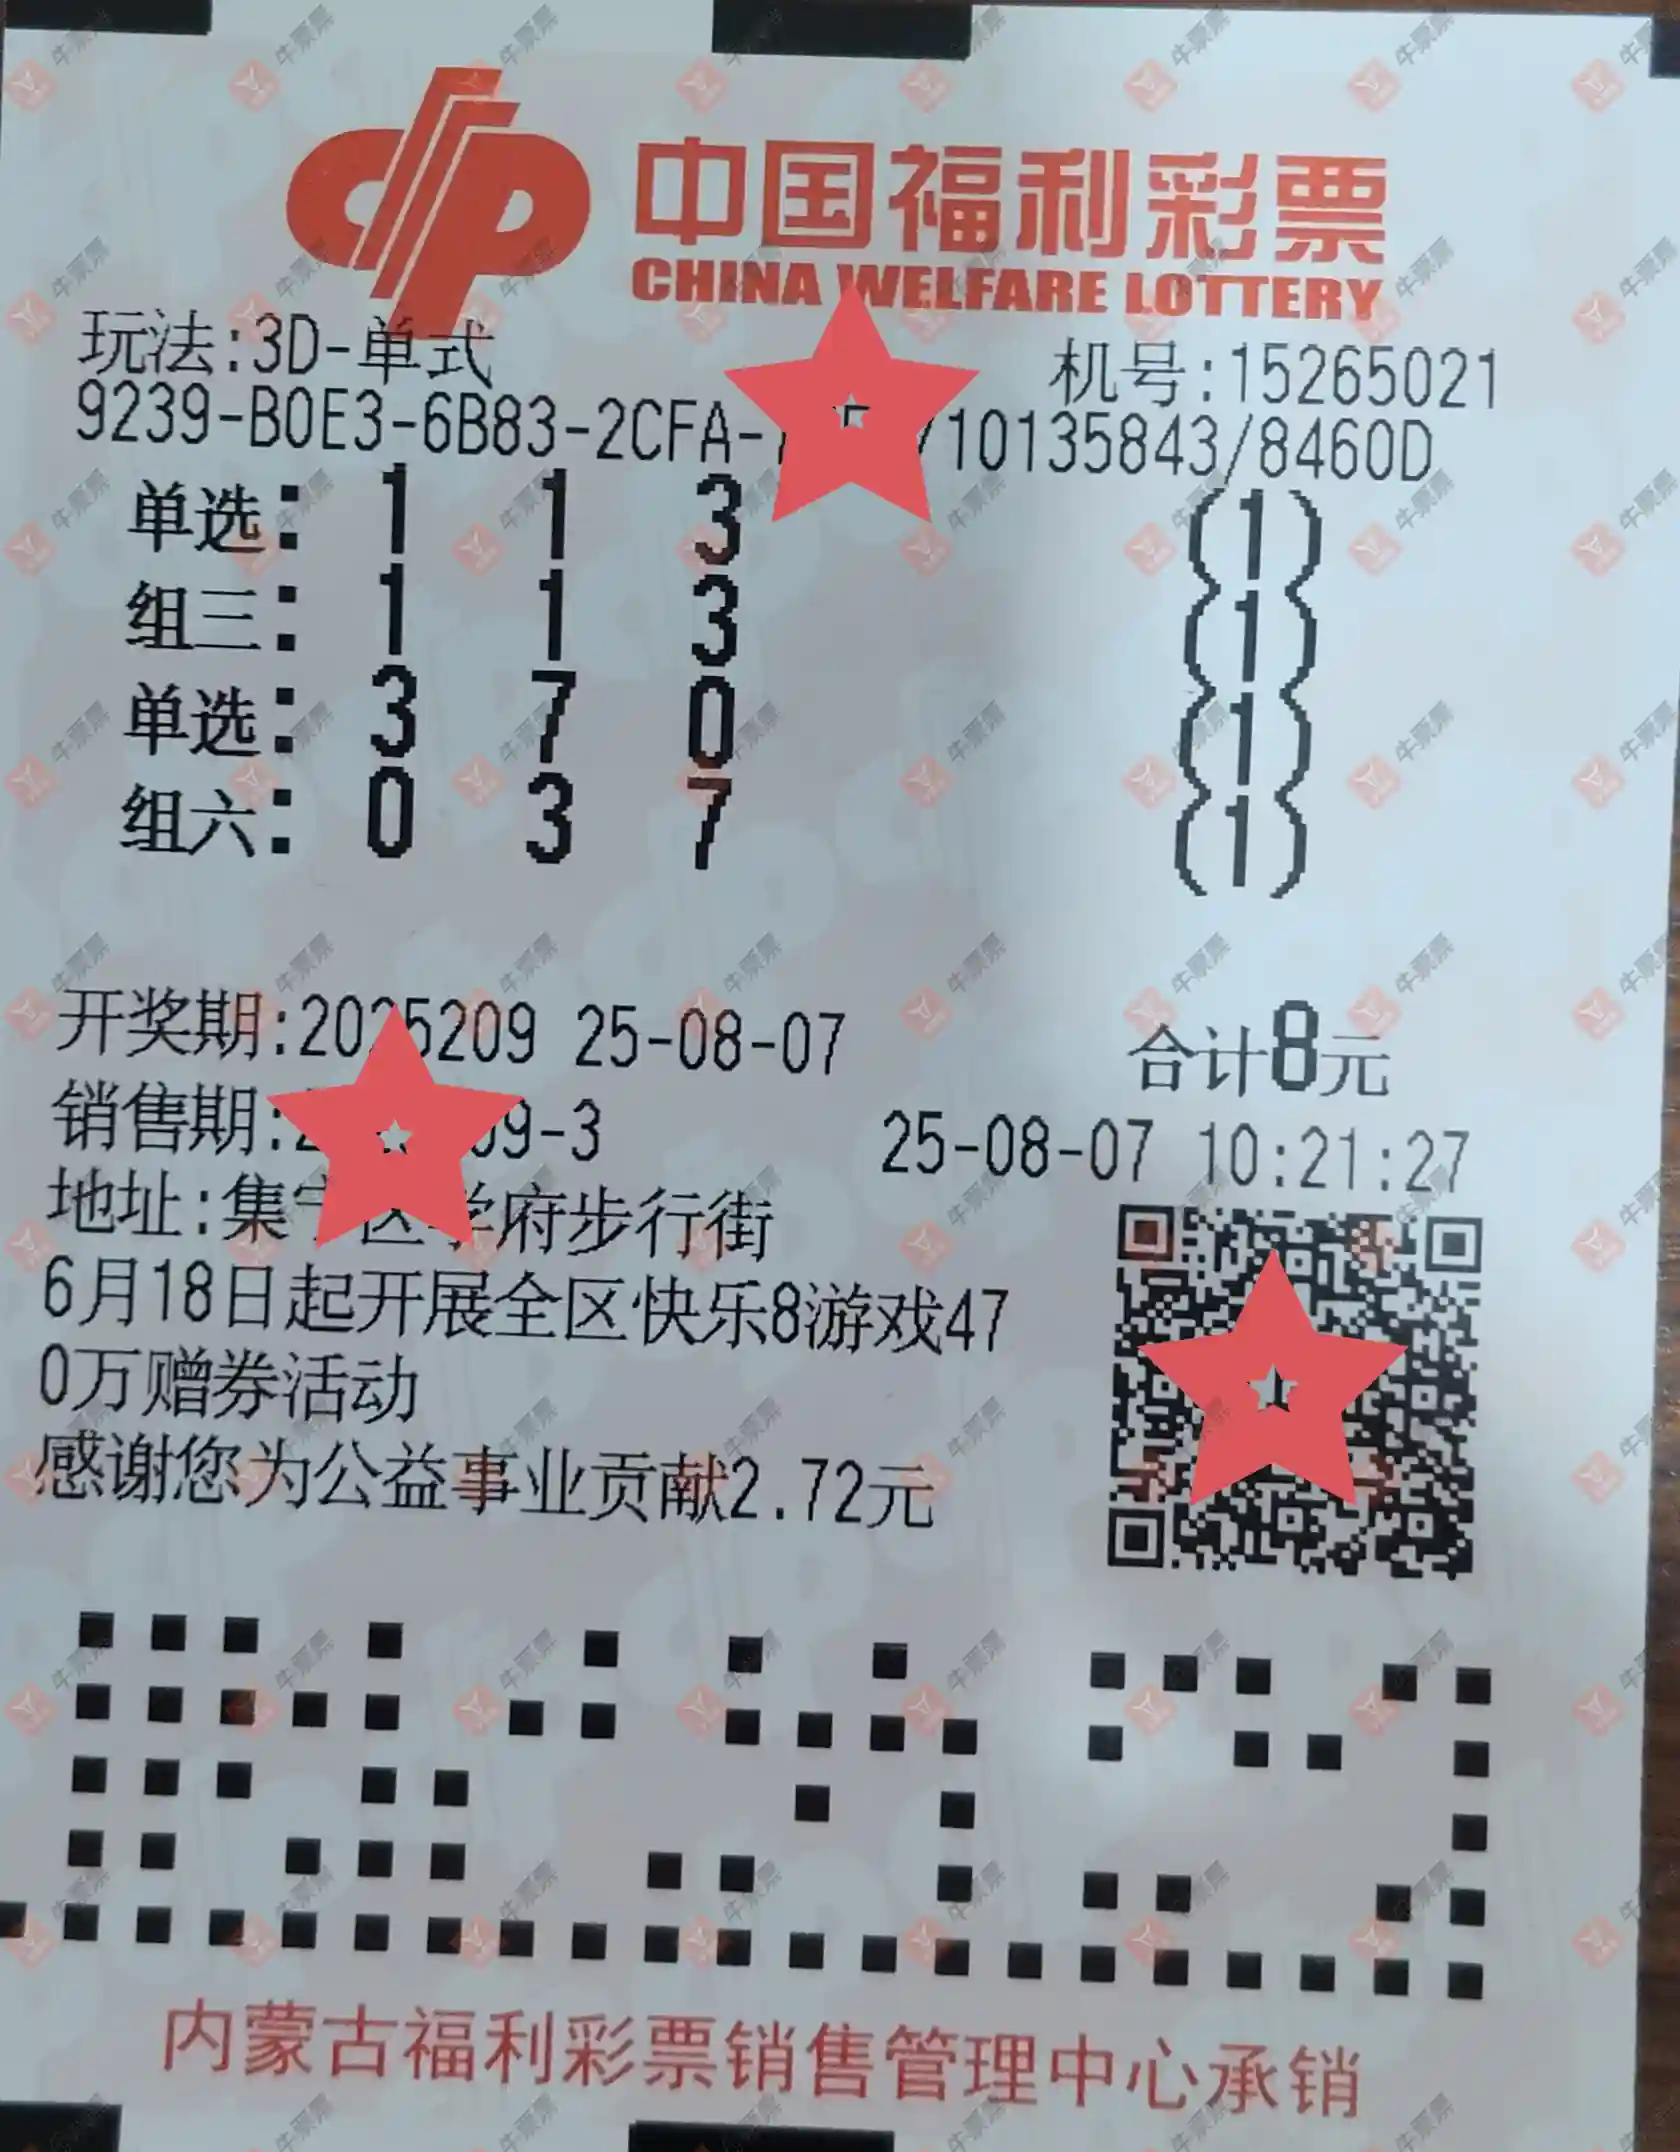 中国福利彩票
CHINA WELFARE LOTTERY
玩法:3D-单式 机号:15265021
9239-B0E3-6B83-2CFA- /10135843/8460D
单选: 1 1 3 (1)
组三: 1 1 3 (1)
单选: 3 7 0 (1)
组六: 0 3 7 (1)
开奖期:2025209 25-08-07 合计8元
销售期: 09-3 25-08-07 10:21:27
地址:集宁区学府步行街
6月18日起开展全区快乐8游戏47
0万赠券活动
感谢您为公益事业贡献2.72元
内蒙古福利彩票销售管理中心承销
牛票票